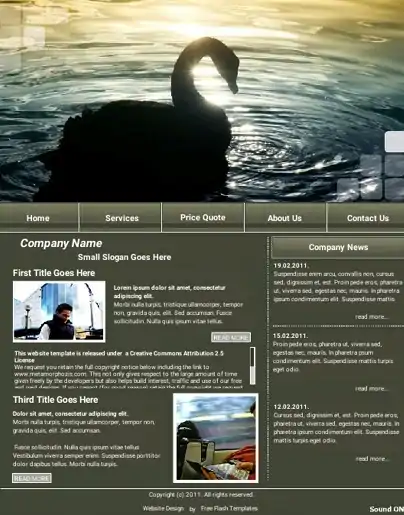 Home
Services
Price Quote
About Us
Contact Us
Company Name
Small Slogan Goes Here
First Title Goes Here
Lorem ipsum dolor sit amet, consectetur
adipiscing elit.
Morbi nulla turpis, tristique ullamcorper, tempor
non, gravida quis, elit. Sed accumsan. Fusce
sollicitudin. Nulla quis ipsum vitae tellus.
READ MORE
This website template is released under a Creative Commons Attribution 2.5
License
We request you retain the full copyright notice below including the link to
www.metamorphozis.com. This not only gives respect to the large amount of time
given freely by the developers but also helps build interest, traffic and use of our free
Third Title Goes Here
Dolor sit amet, consectetur adipiscing elit.
Morbi nulla turpis, tristique ullamcorper, tempor non,
gravida quis, elit. Sed accumsan.
Fusce sollicitudin. Nulla quis ipsum vitae tellus
Vestibulum viverra semper enim. Suspendisse porttitor
dolor dapibus tellus. Morbi nulla turpis.
READ MORE
Company News
19.02.2011.
Suspendisse enim arcu, convallis non, cursus
sed, dignissim et, est. Proin pede eros, pharetra
ut, viverra sed, egestas nec, mauris. In pharetra
ipsum condimentum elit. Suspendisse mattis.
read more...
15.02.2011.
Proin pede eros, pharetra ut, viverra sed,
egestas nec, mauris. In pharetra ipsum
condimentum elit. Suspendisse mattis turpis
eget odio.
read more...
12.02.2011.
Cursus sed, dignissim et, est. Proin pede eros,
pharetra ut, viverra sed, egestas nec, mauris. In
pharetra ipsum condimentum elit. Suspendisse
mattis turpis eget odio.
read more...
Copyright (c) 2011. All rights reserved.
Website Design by Free Flash Templates
Sound ON